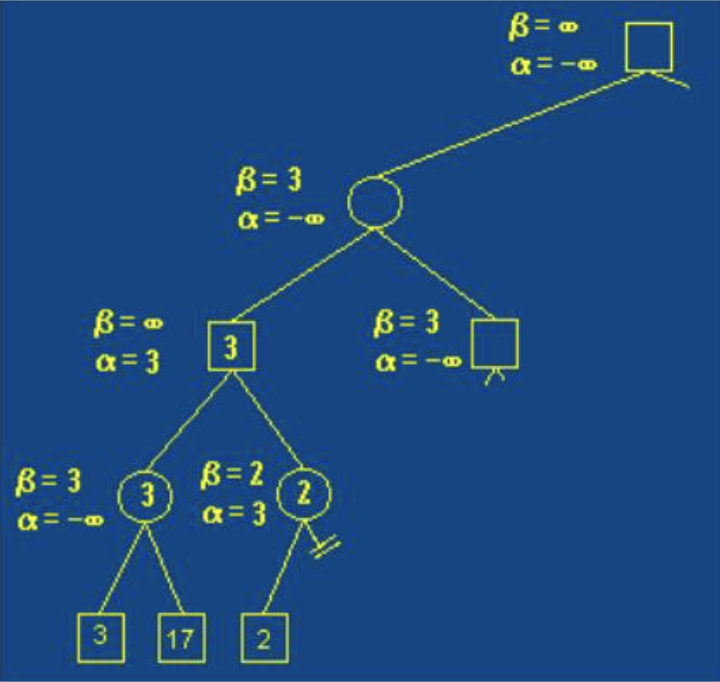 β = ∞
α = -∞
β = 3
α = -∞
β = ∞
α = 3
3
β = 3
α = -∞
β = 3
α = -∞
3
β = 2
α = 3
2
3
17
2